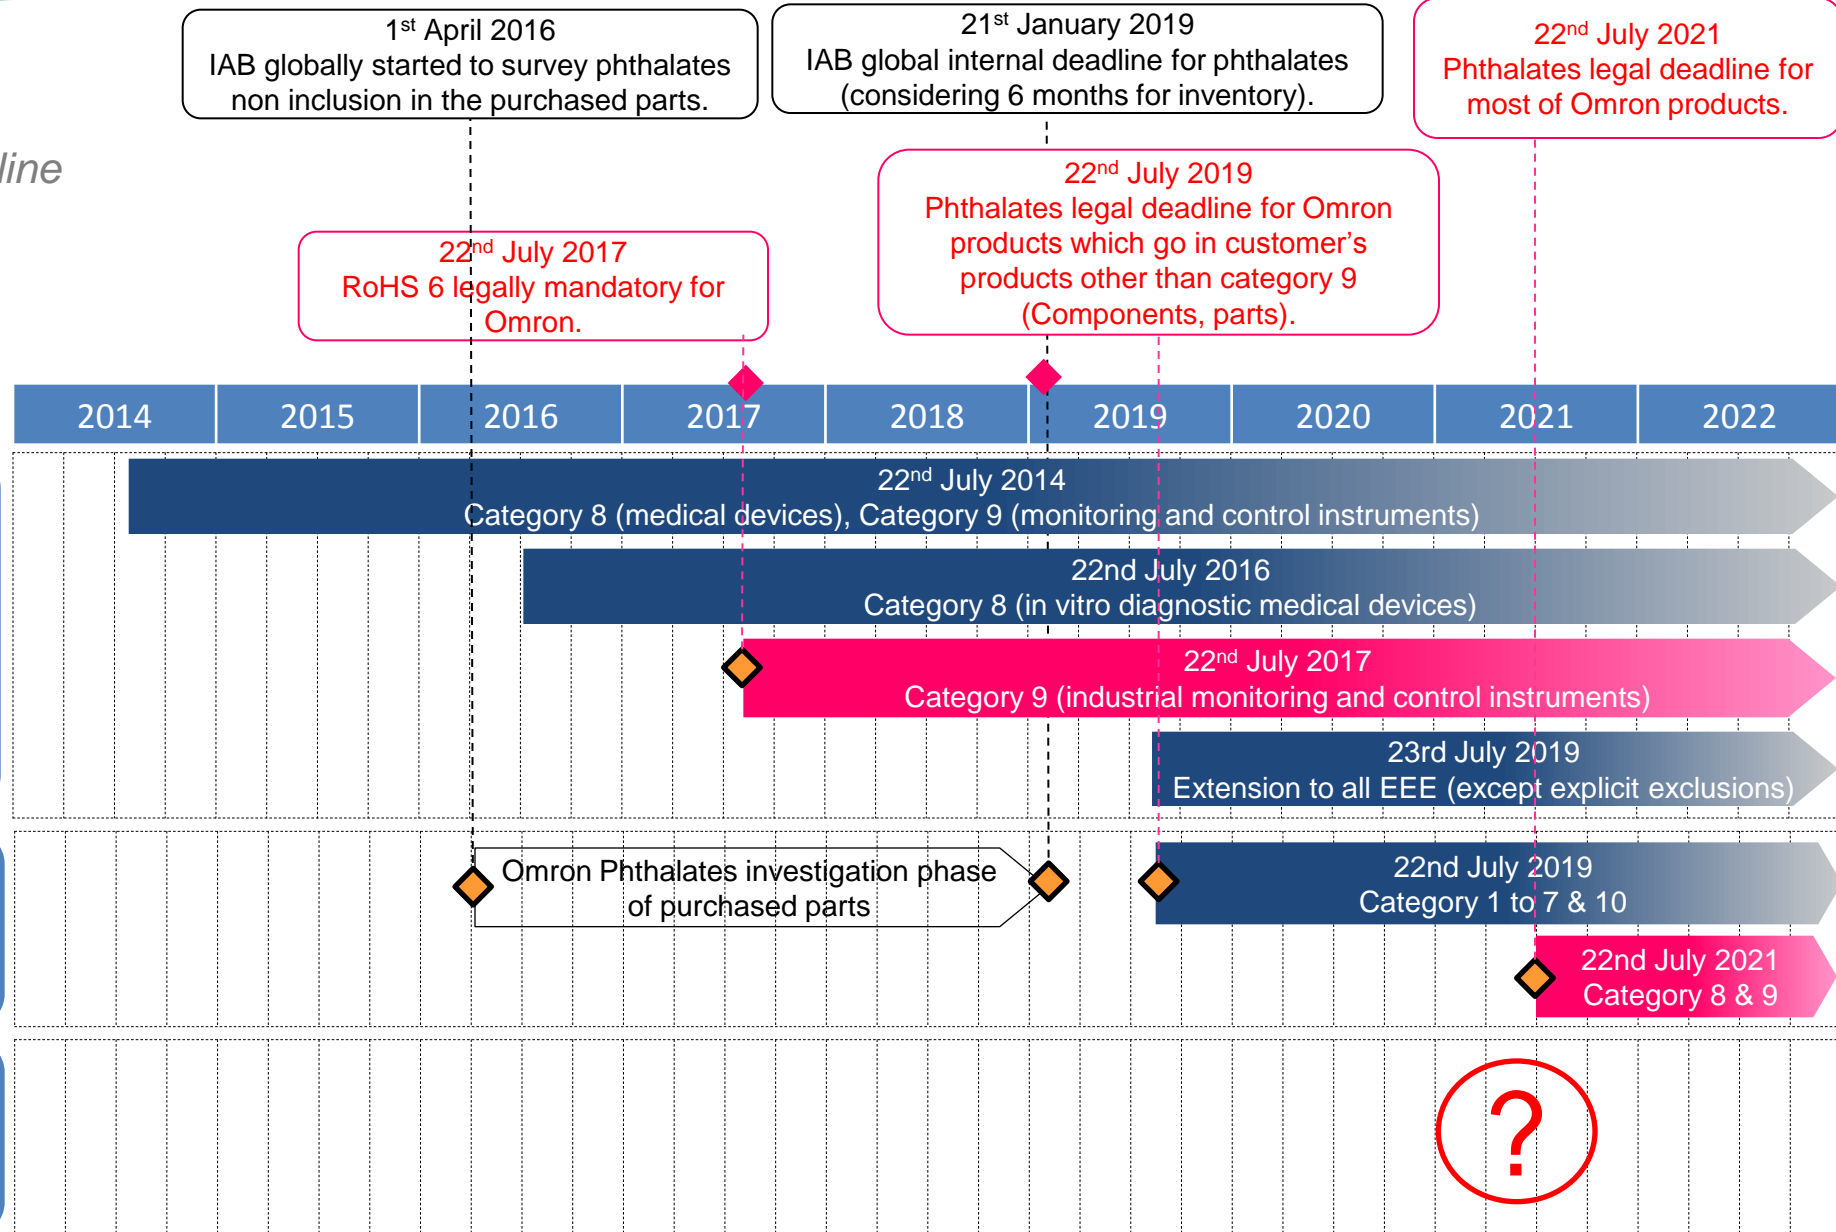 1st April 2016
IAB globally started to survey phthalates
non inclusion in the purchased parts.
21st January 2019
IAB global internal deadline for phthalates
(considering 6 months for inventory).
22nd July 2021
Phthalates legal deadline for
most of Omron products.
line
22nd July 2017
RoHS 6 legally mandatory for
Omron.
22nd July 2019
Phthalates legal deadline for Omron
products which go in customer’s
products other than category 9
(Components, parts).
2014 2015 2016 2017 2018 2019 2020 2021 2022
22nd July 2014
Category 8 (medical devices), Category 9 (monitoring and control instruments)
22nd July 2016
Category 8 (in vitro diagnostic medical devices)
22nd July 2017
Category 9 (industrial monitoring and control instruments)
23rd July 2019
Extension to all EEE (except explicit exclusions)
Omron Phthalates investigation phase
of purchased parts
22nd July 2019
Category 1 to 7 & 10
22nd July 2021
Category 8 & 9
?